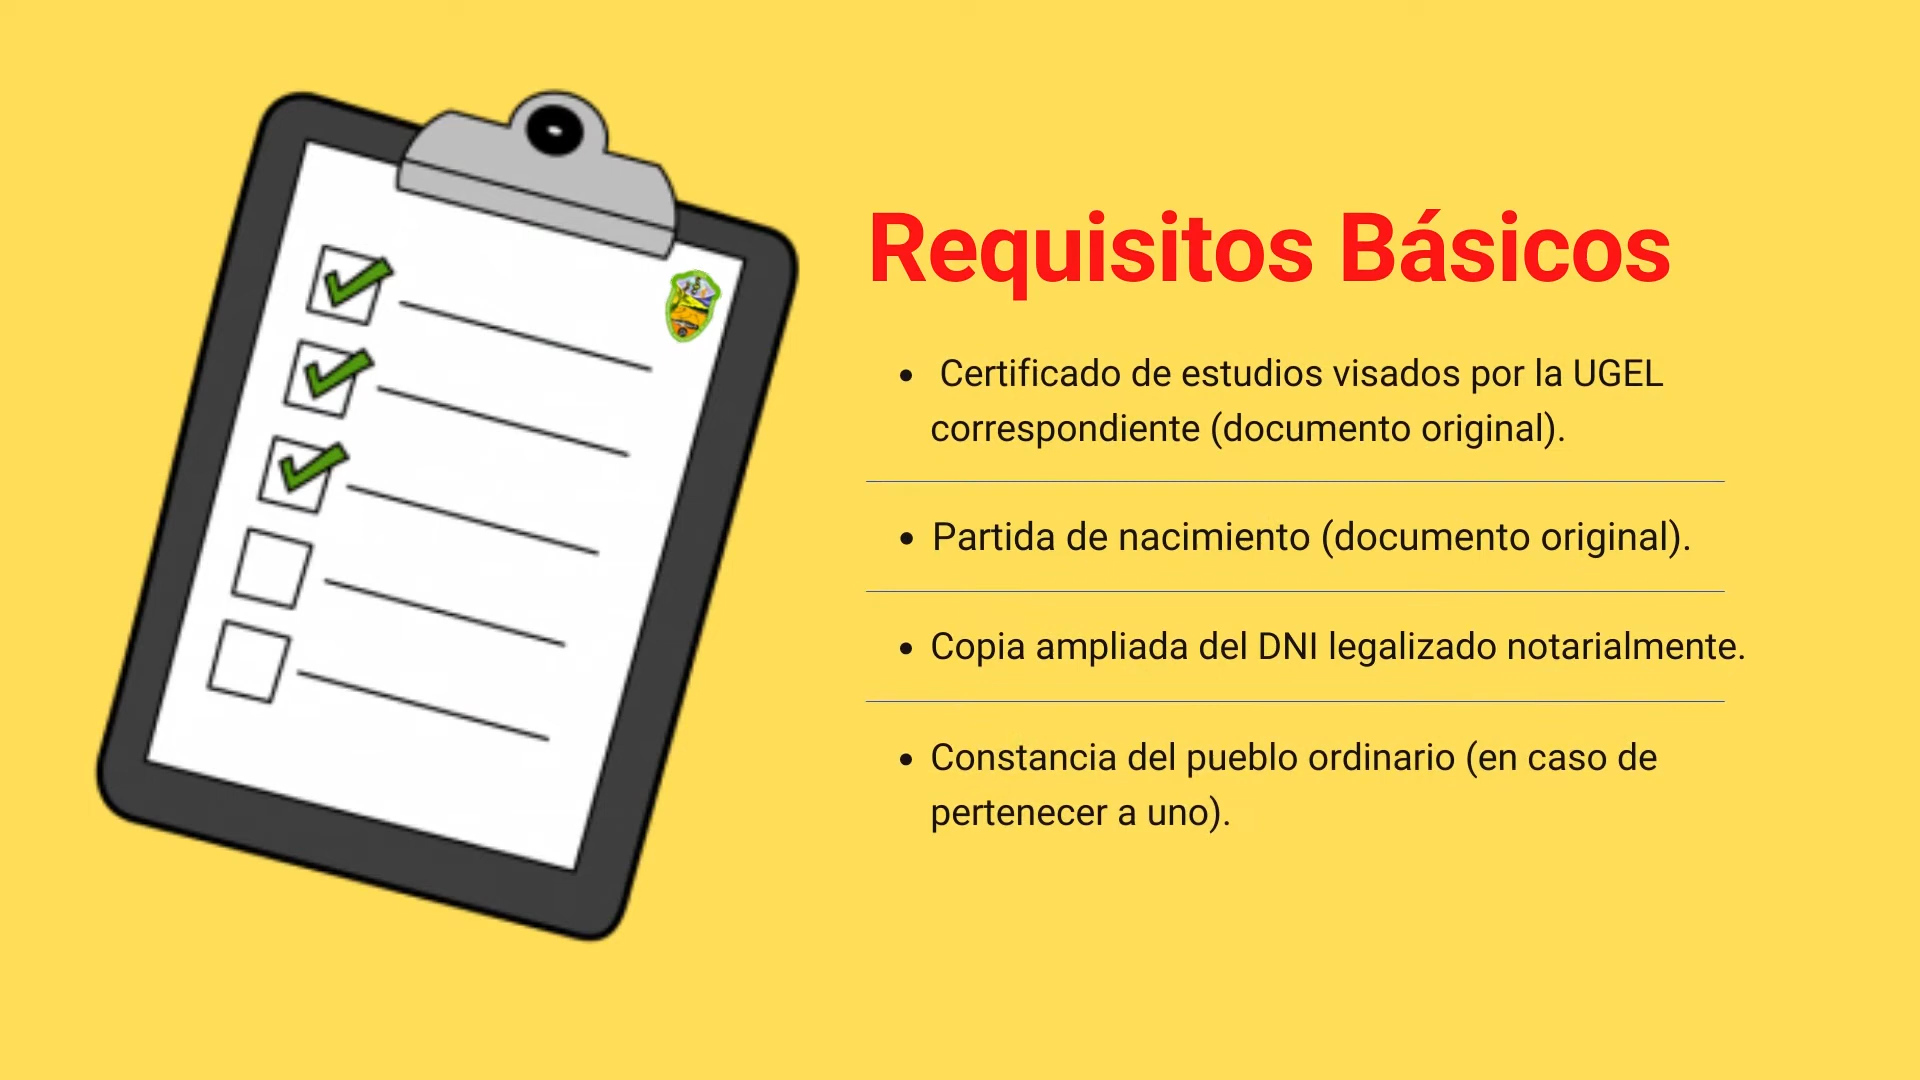 Requisitos Básicos
• Certificado de estudios visados por la UGEL
correspondiente (documento original).
• Partida de nacimiento (documento original).
• Copia ampliada del DNI legalizado notarialmente.
• Constancia del pueblo ordinario (en caso de
pertenecer a uno).